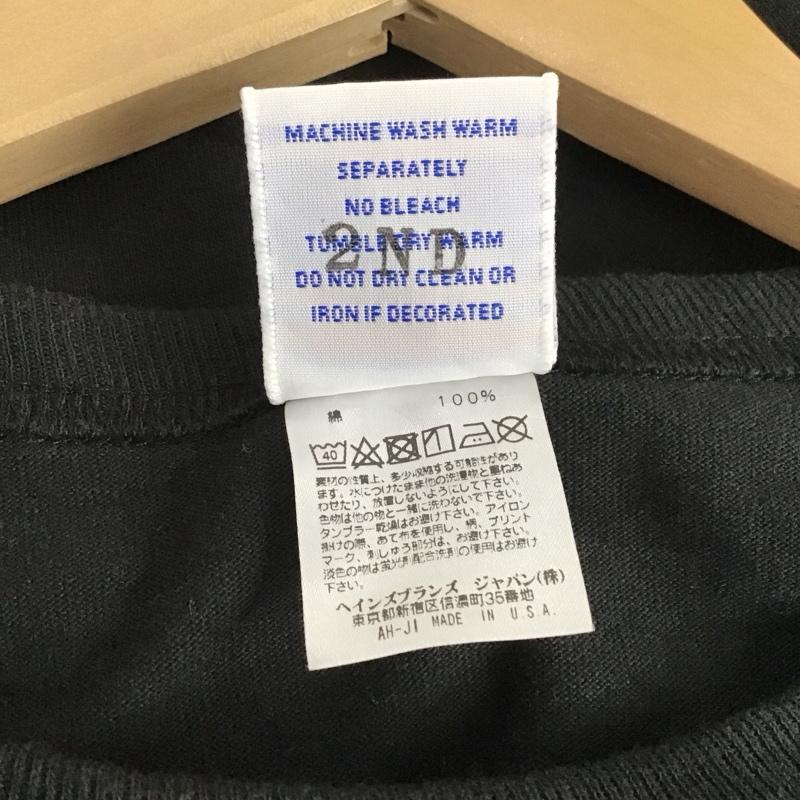 MACHINE WASH WARM
SEPARATELY
NO BLEACH
TUMBLE DRY WARM
2ND
DO NOT DRY CLEAN OR
IRON IF DECORATED
綿 100%
40
素材の性質上、多少収縮する可能性があり
ます。水につけたまま他の洗濯物と重ねあ
わせたり、放置しないようにして下さい。
色物は他の物と一緒に洗わないで下さい。
タンブラー乾燥はお避け下さい。アイロン
掛けの際、あて布を使用し、柄、プリント
マーク、刺しゅう部分は、お避け下さい。
淡色の物は蛍光剤配合洗剤の使用はお避け
下さい。
ヘインズブランズ ジャパン(株)
東京都新宿区信濃町35番地
AH-JI MADE IN U.S.A.